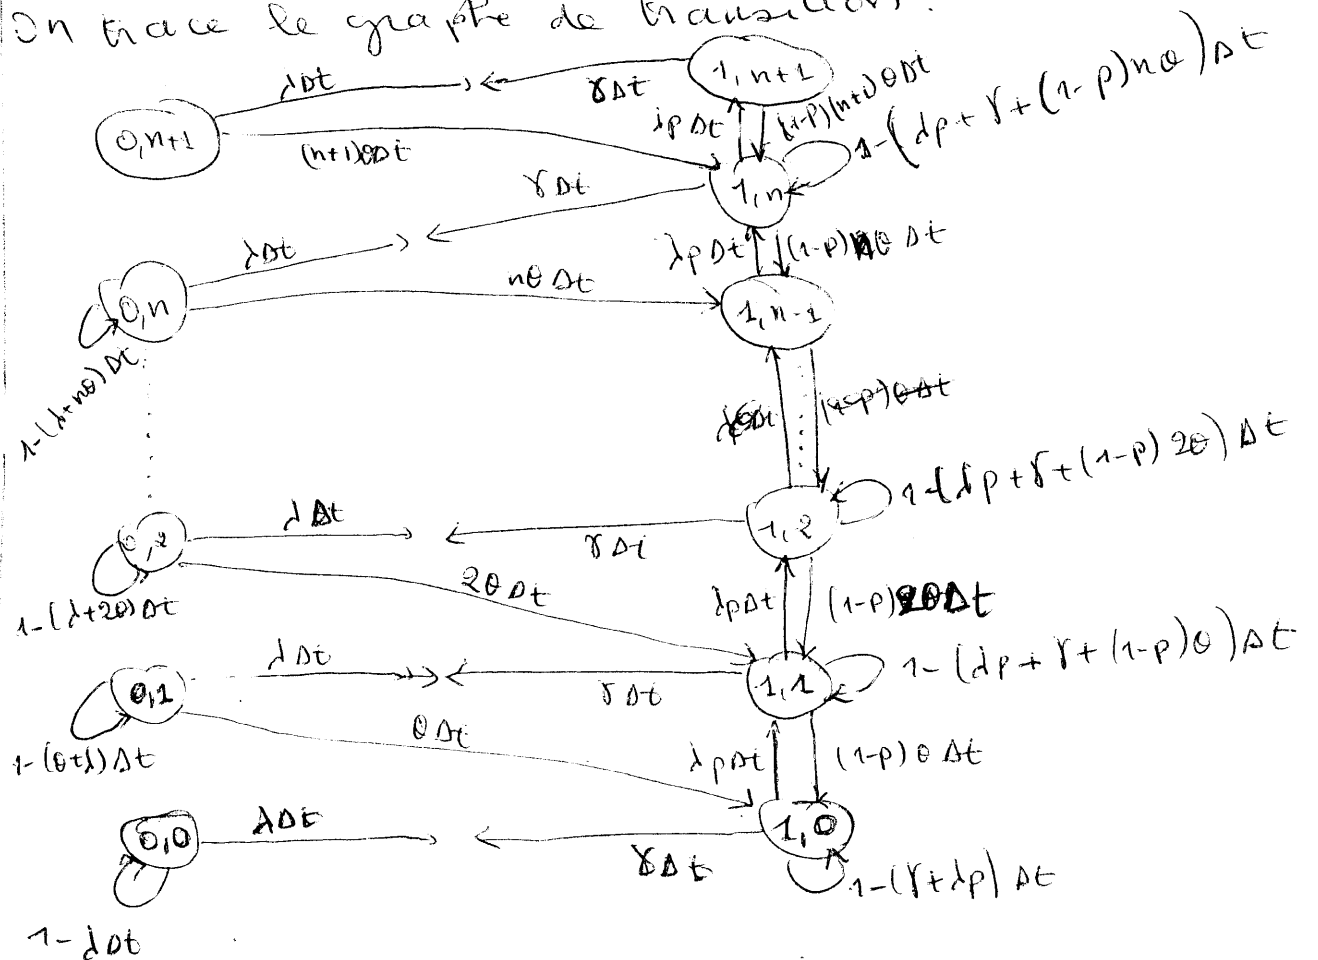 On trace le graphe de transition.
1, n+1
λΔt
γΔt
0, n+1
λpΔt
(1-p)(n+1)θΔt
1-(λp+γ+(1-p)nθ)Δt
(n+1)θΔt
γΔt
1, n
λΔt
λpΔt
(1-p)nθΔt
0, n
nθΔt
1, n-1
1-(λ+nθ)Δt
(1-p)θΔt
1-(λp+γ+(1-p)2θ)Δt
0, 2
λΔt
γΔt
1, 2
2θΔt
λpΔt
(1-p)2θΔt
1-(λ+2θ)Δt
λΔt
1-(λp+γ+(1-p)θ)Δt
0, 1
γΔt
1, 1
θΔt
1-(θ+λ)Δt
λpΔt
(1-p)θΔt
0, 0
λΔt
γΔt
1, 0
1-(γ+λp)Δt
1-λΔt